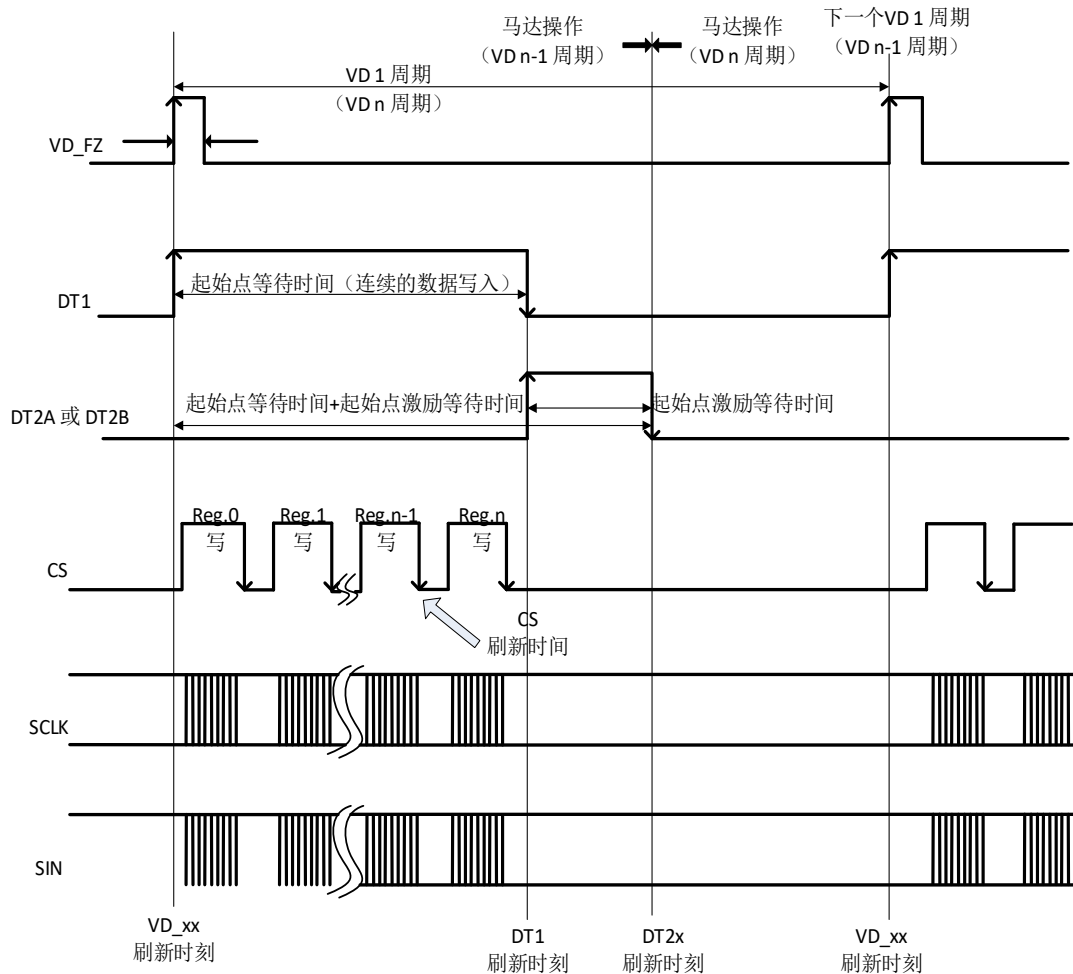 马达操作
（VD n-1 周期）
马达操作
（VD n 周期）
下一个VD 1 周期
（VD n-1 周期）
VD 1 周期
（VD n 周期）
VD_FZ
起始点等待时间（连续的数据写入）
DT1
起始点等待时间+起始点激励等待时间
起始点激励等待时间
DT2A 或 DT2B
Reg.0
写
Reg.1
写
Reg.n-1
写
Reg.n
写
CS
CS
刷新时间
SCLK
SIN
VD_xx
刷新时刻
DT1
刷新时刻
DT2x
刷新时刻
VD_xx
刷新时刻